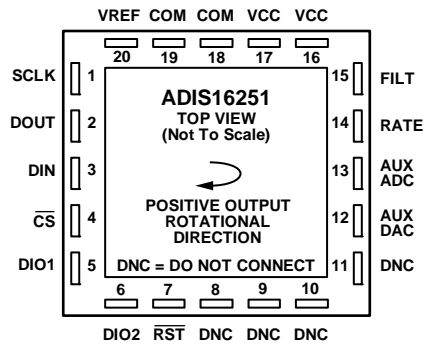 VREF COM COM VCC VCC
20 19 18 17 16
SCLK 1
DOUT 2
DIN 3
CS 4
DIO1 5
ADIS16251
TOP VIEW
(Not To Scale)
POSITIVE OUTPUT
ROTATIONAL
DIRECTION
DNC = DO NOT CONNECT
15 FILT
14 RATE
13 AUX
ADC
12 AUX
DAC
11 DNC
6 7 8 9 10
DIO2 RST DNC DNC DNC